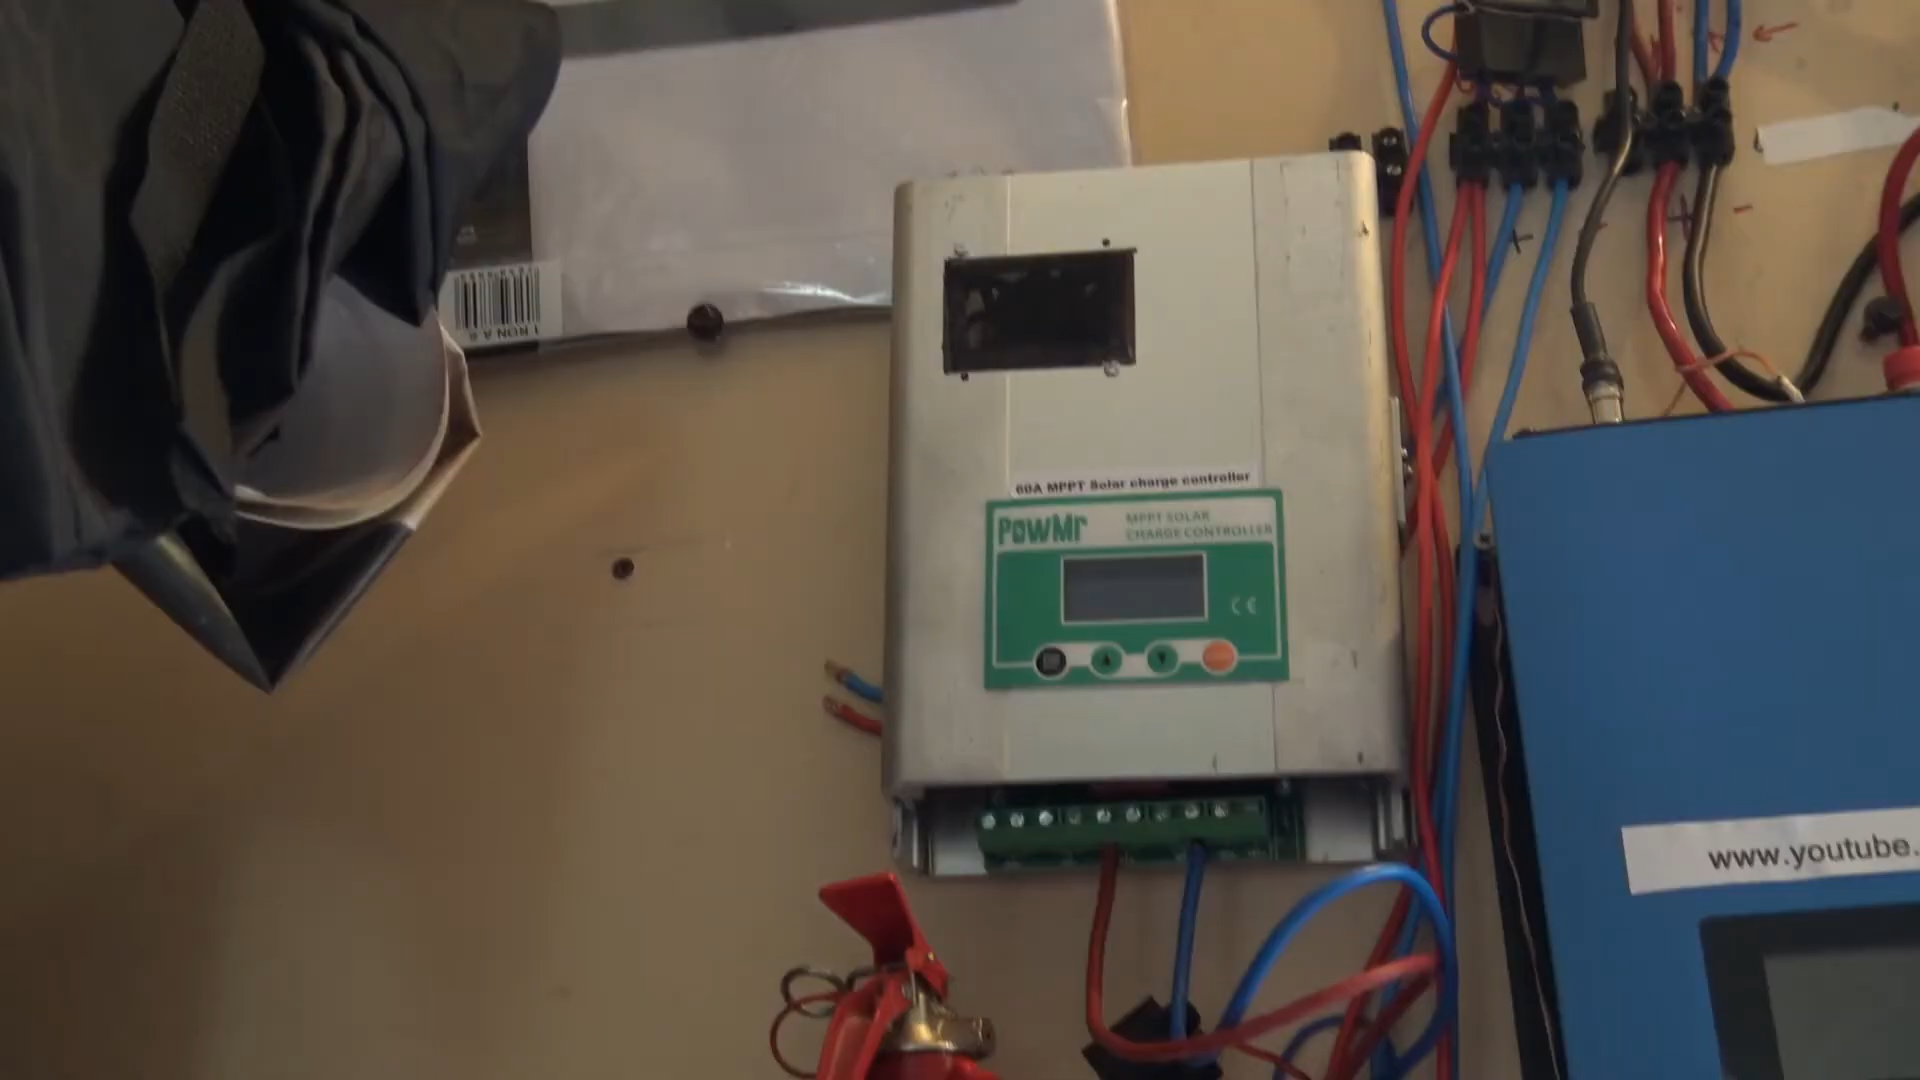 60A MPPT Solar charge controller
PowMr
MPPT SOLAR
CHARGE CONTROLLER
CE
www.youtube.